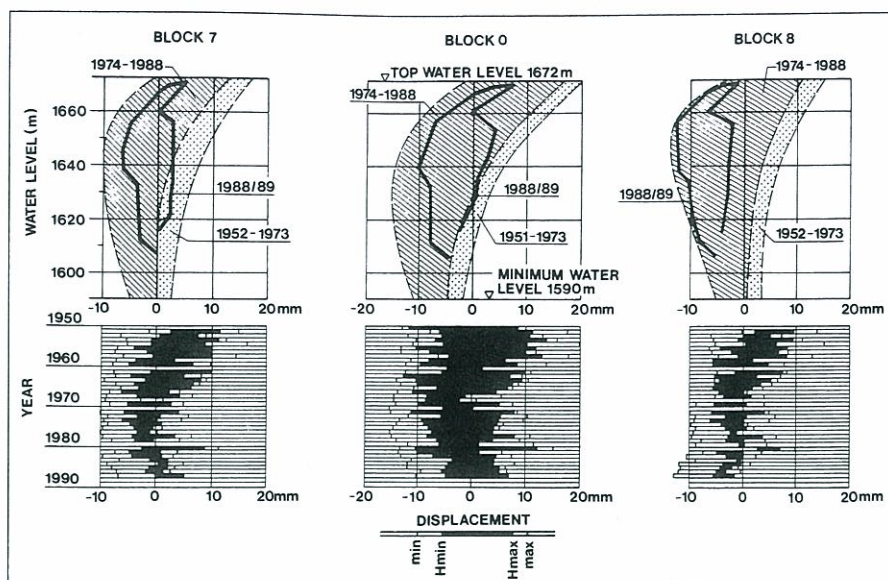 BLOCK 7 BLOCK 0 BLOCK 8
1974-1988 TOP WATER LEVEL 1672 m 1974-1988
1974-1988
WATER LEVEL (m)
1660
1640
1620
1600
1988/89 1988/89 1988/89
1952-1973 1951-1973 1952-1973
MINIMUM WATER
LEVEL 1590 m
-10 0 10 20mm -20 -10 0 10 20mm -10 0 10 20mm
YEAR
1950
1960
1970
1980
1990
-10 0 10 20mm -20 -10 0 10 20mm -10 0 10 20mm
DISPLACEMENT
min Hmin Hmax max